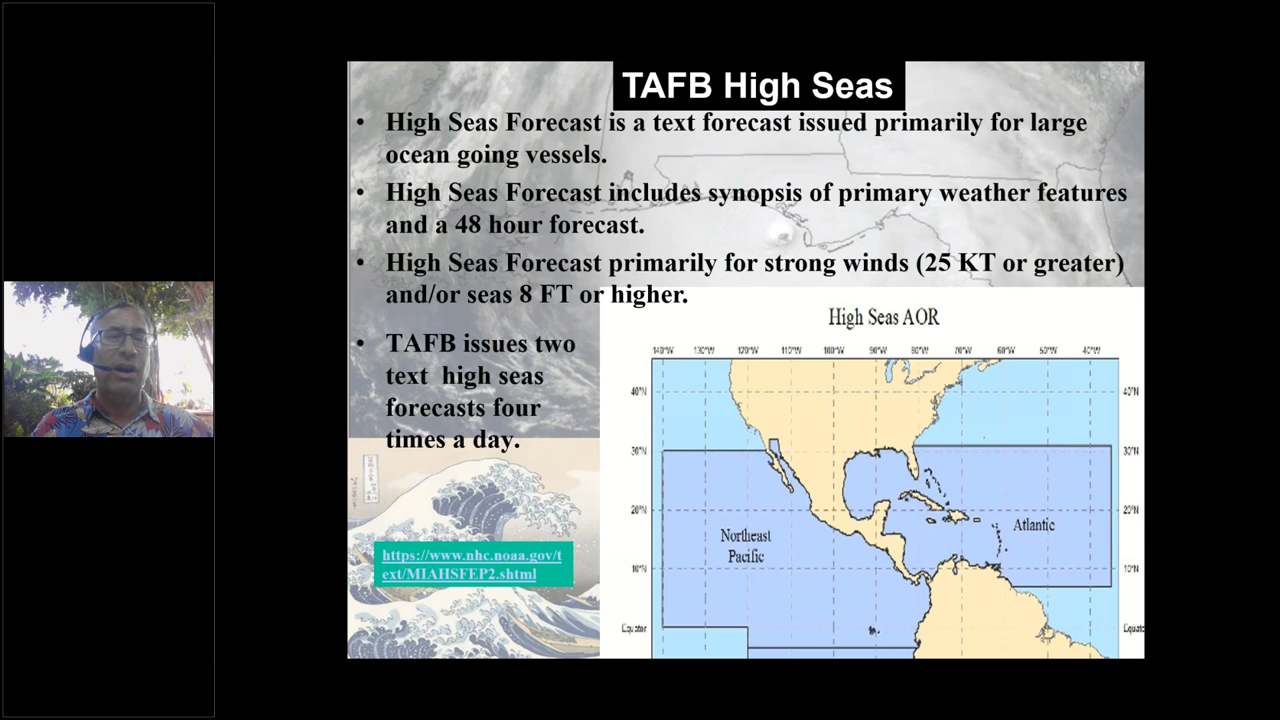 TAFB High Seas
• High Seas Forecast is a text forecast issued primarily for large
ocean going vessels.
• High Seas Forecast includes synopsis of primary weather features
and a 48 hour forecast.
• High Seas Forecast primarily for strong winds (25 KT or greater)
and/or seas 8 FT or higher.
• TAFB issues two
text high seas
forecasts four
times a day.
https://www.nhc.noaa.gov/t
ext/MIAHSFEP2.shtml
High Seas AOR
140°W 130°W 120°W 110°W 100°W 90°W 80°W 70°W 60°W 50°W 40°W
40°N 40°N
30°N 30°N
20°N 20°N
Northeast
Pacific
Atlantic
10°N 10°N
Equator